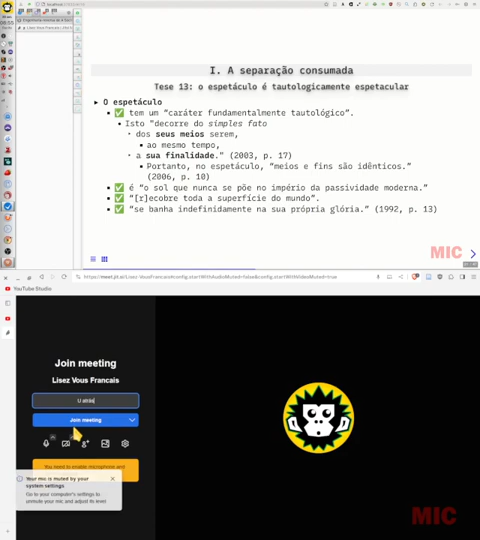 I. A separação consumada
Tese 13: o espetáculo é tautologicamente espetacular
▸ O espetáculo
▪ ✅ tem um “caráter fundamentalmente tautológico”.
▪ Isto “decorre do simples fato
• dos seus meios serem,
▪ ao mesmo tempo,
• a sua finalidade.” (2003, p. 17)
▪ Portanto, no espetáculo, “meios e fins são idênticos.”
(2006, p. 10)
▪ ✅ é “o sol que nunca se põe no império da passividade moderna.”
▪ ✅ “[r]ecobre toda a superfície do mundo”.
▪ ✅ “se banha indefinidamente na sua própria glória.” (1992, p. 13)
MIC
YouTube Studio
Join meeting
Lisez Vous Francais
Join meeting
You need to enable microphone and
Your mic is muted by your
system settings
Go to your computer's settings to
unmute your mic and adjust its level
MIC